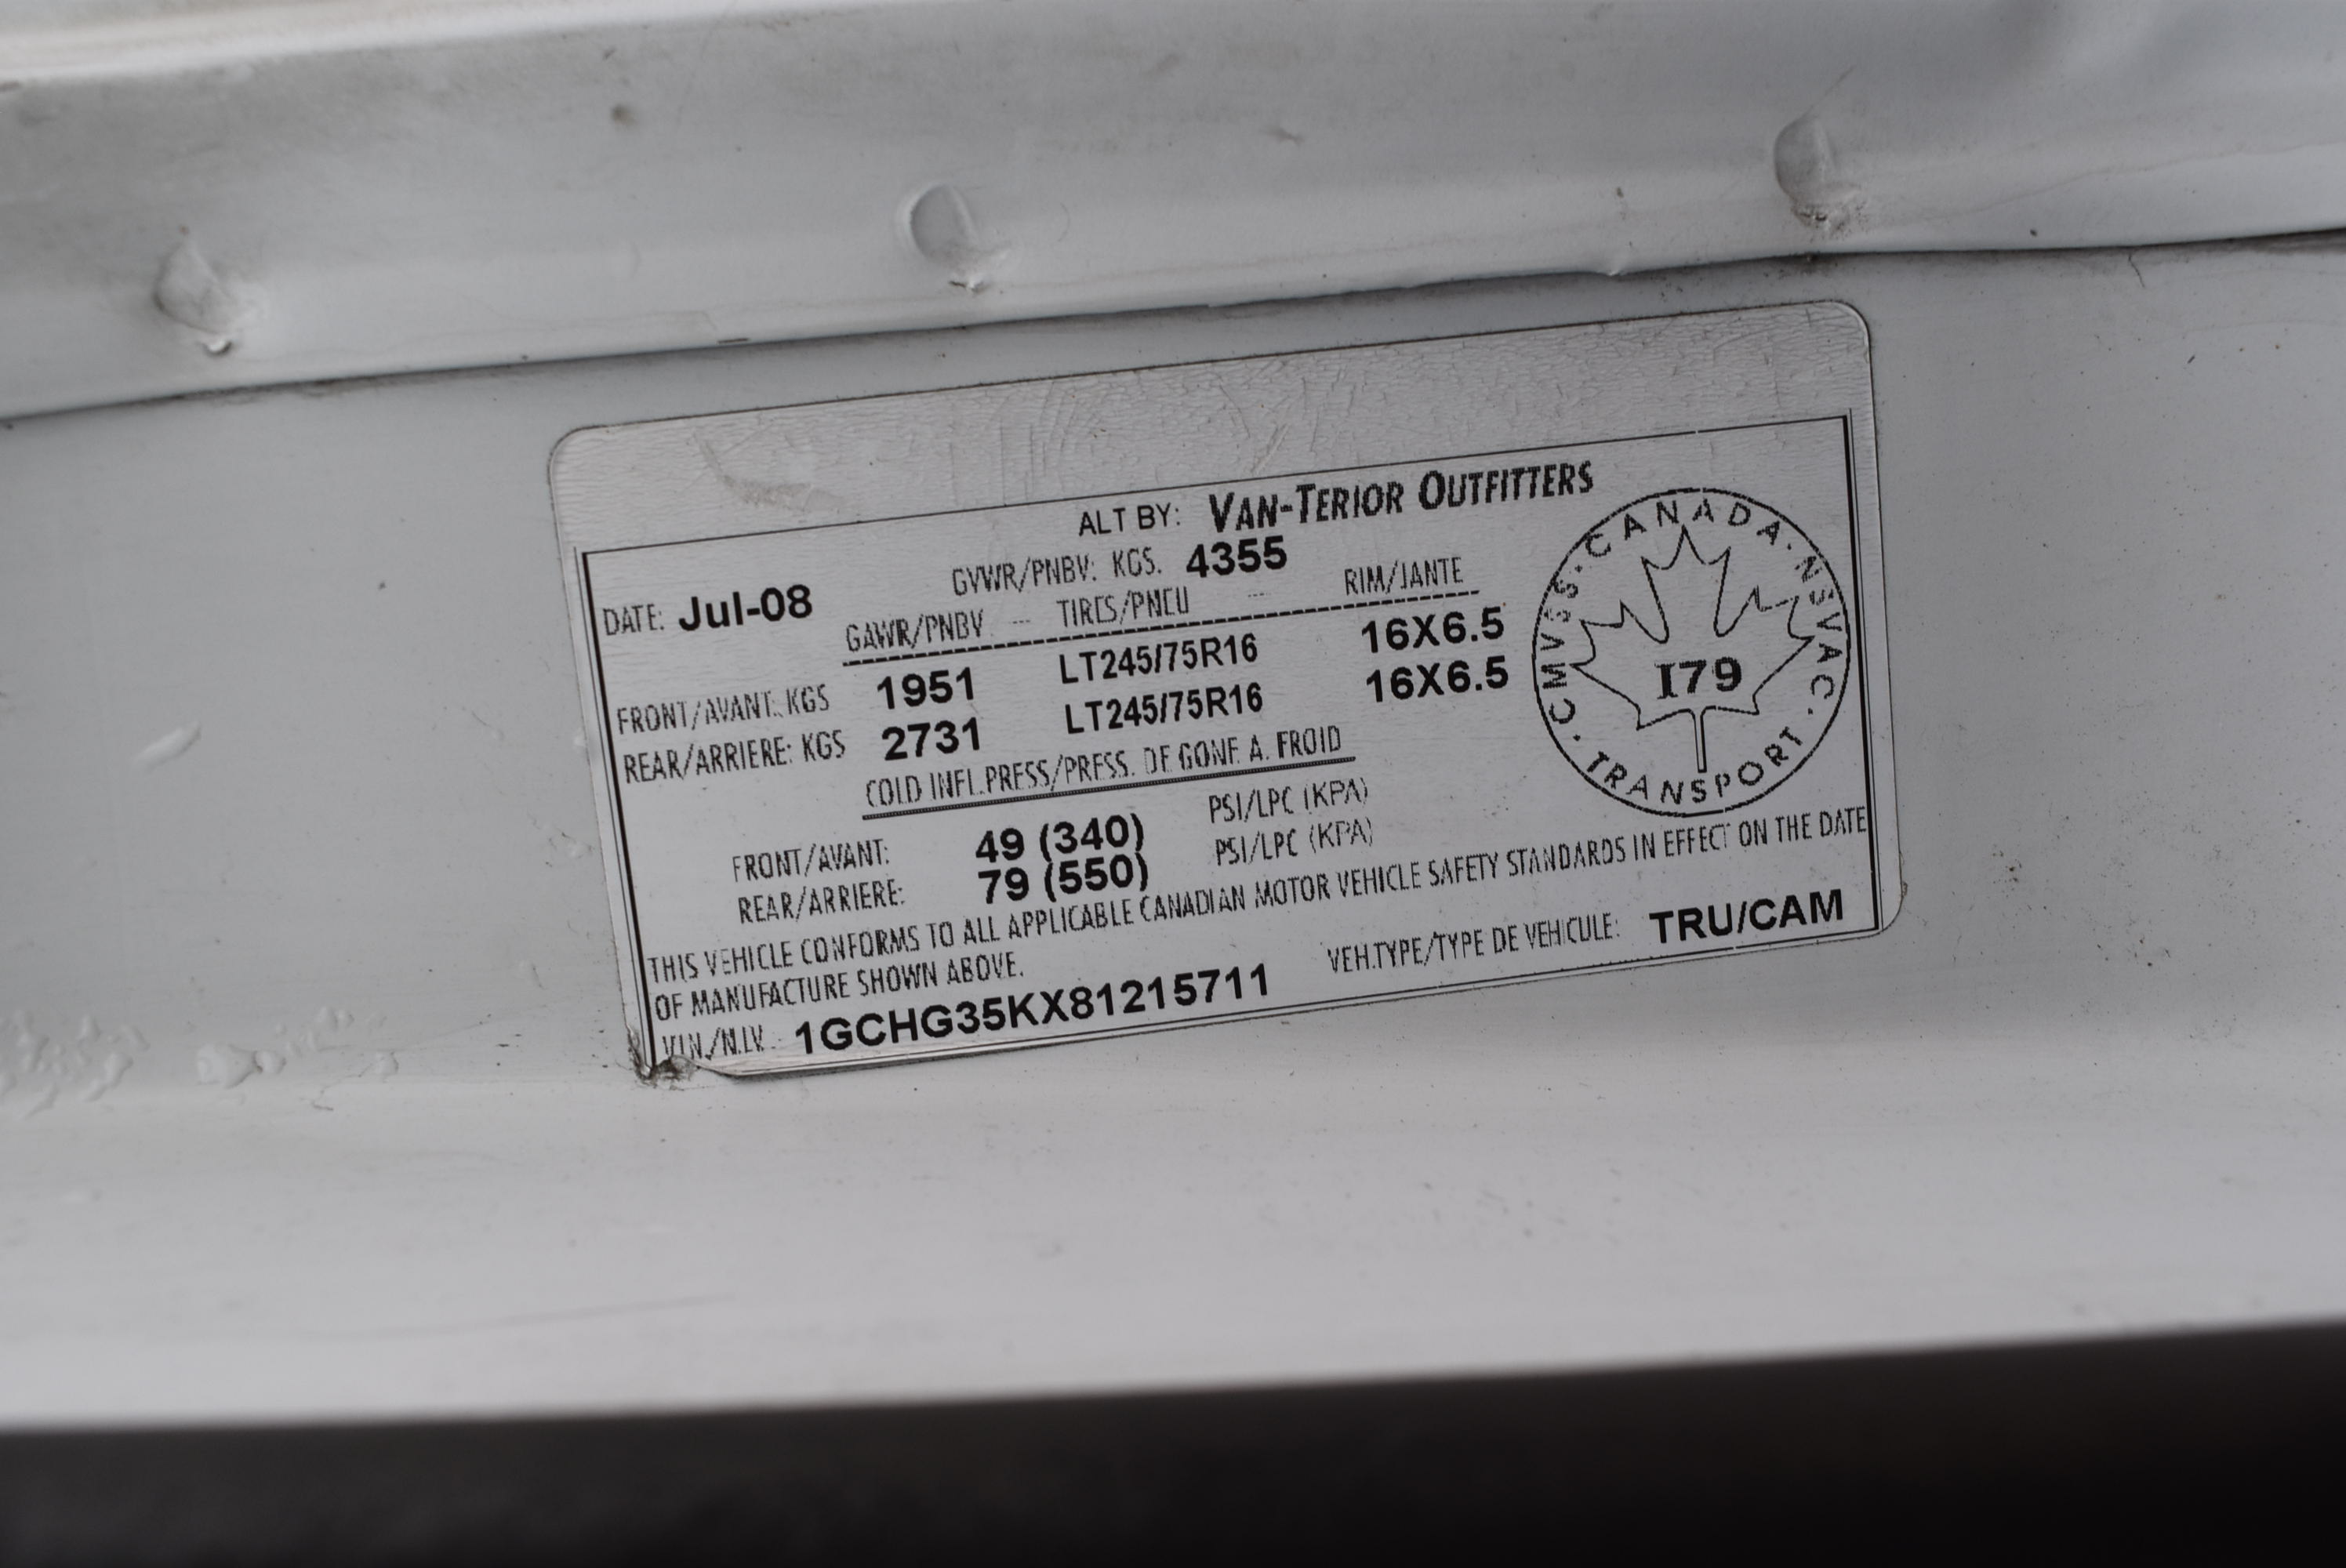 ALT BY: VAN-TERIOR OUTFITTERS
DATE: Jul-08 GVWR/PNBV: KGS. 4355
GAWR/PNBV --- TIRES/PNEU --- RIM/JANTE
FRONT/AVANT: KGS 1951 LT245/75R16 16X6.5
REAR/ARRIERE: KGS 2731 LT245/75R16 16X6.5
COLD INFL.PRESS/PRESS. DE GONF. A. FROID
FRONT/AVANT: 49 (340) PSI/LPC (KPA)
REAR/ARRIERE: 79 (550) PSI/LPC (KPA)
THIS VEHICLE CONFORMS TO ALL APPLICABLE CANADIAN MOTOR VEHICLE SAFETY STANDARDS IN EFFECT ON THE DATE
OF MANUFACTURE SHOWN ABOVE.
V.I.N./N.I.V.: 1GCHG35KX81215711 VEH.TYPE/TYPE DE VEHICULE: TRU/CAM
CMVSS · CANADA · NSVAC · TRANSPORT ·
179